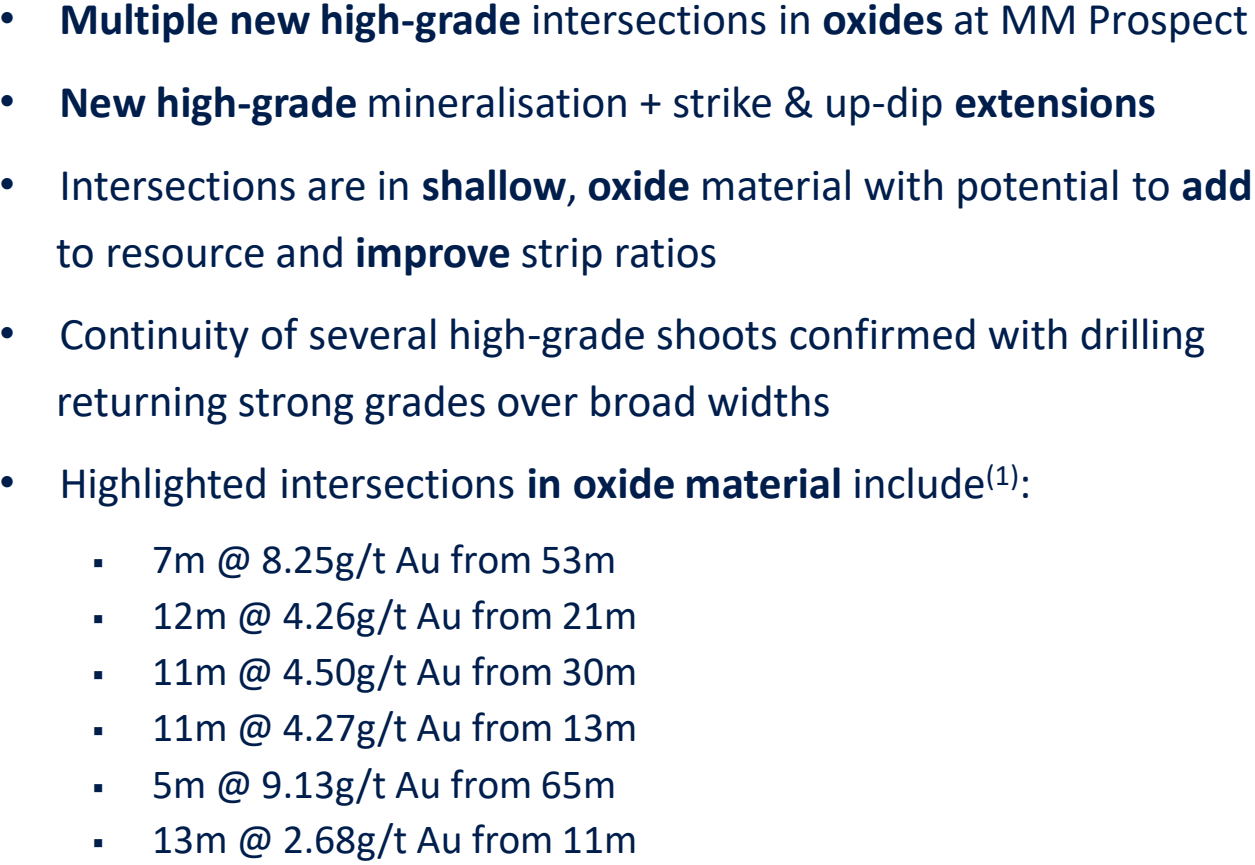 • Multiple new high-grade intersections in oxides at MM Prospect
• New high-grade mineralisation + strike & up-dip extensions
• Intersections are in shallow, oxide material with potential to add
to resource and improve strip ratios
• Continuity of several high-grade shoots confirmed with drilling
returning strong grades over broad widths
• Highlighted intersections in oxide material include(1):
▪ 7m @ 8.25g/t Au from 53m
▪ 12m @ 4.26g/t Au from 21m
▪ 11m @ 4.50g/t Au from 30m
▪ 11m @ 4.27g/t Au from 13m
▪ 5m @ 9.13g/t Au from 65m
▪ 13m @ 2.68g/t Au from 11m